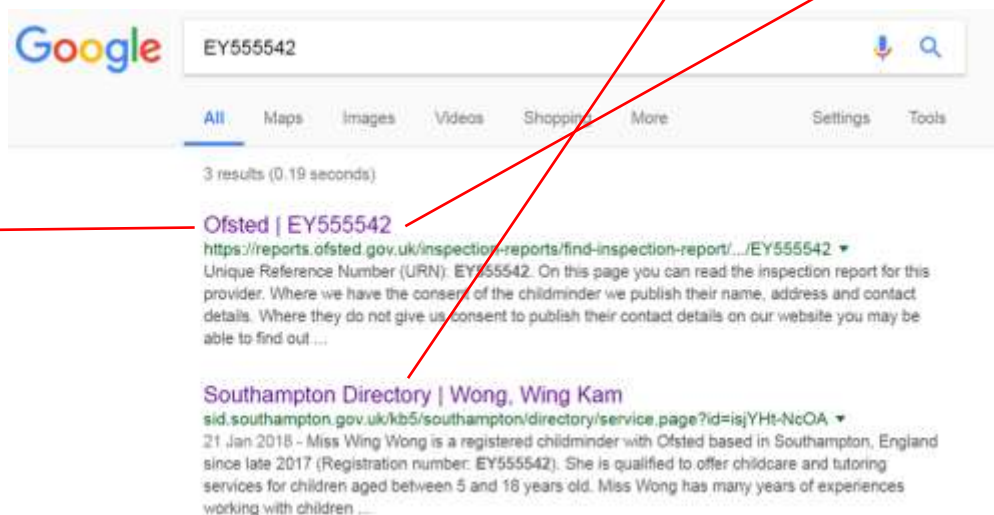 Google
EY555542
All Maps Images Videos Shopping More Settings Tools
3 results (0.19 seconds)
Ofsted | EY555542
https://reports.ofsted.gov.uk/inspection-reports/find-inspection-report/.../EY555542
Unique Reference Number (URN): EY555542. On this page you can read the inspection report for this
provider. Where we have the consent of the childminder we publish their name, address and contact
details. Where they do not give us consent to publish their contact details on our website you may be
able to find out ...
Southampton Directory | Wong, Wing Kam
sid.southampton.gov.uk/kb5/southampton/directory/service.page?id=isjYHt-NcOA
21 Jan 2018 - Miss Wing Wong is a registered childminder with Ofsted based in Southampton, England
since late 2017 (Registration number: EY555542). She is qualified to offer childcare and tutoring
services for children aged between 5 and 18 years old. Miss Wong has many years of experiences
working with children ...